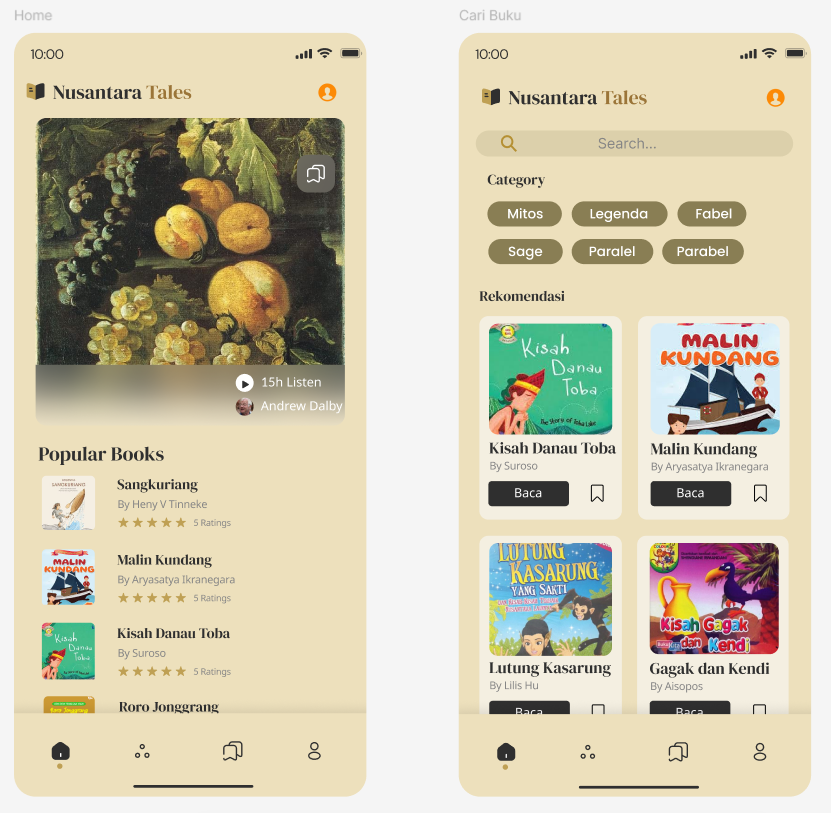 Home
10:00
Nusantara Tales
15h Listen
Andrew Dalby
Popular Books
SANGKURIANG
Sangkuriang
By Heny V Tinneke
5 Ratings
MALIN
KUNDANG
Malin Kundang
By Aryasatya Ikranegara
5 Ratings
Kisah
Danau
Toba
Kisah Danau Toba
By Suroso
5 Ratings
Roro Jonggrang
Roro Jonggrang
Cari Buku
10:00
Nusantara Tales
Search...
Category
Mitos
Legenda
Fabel
Sage
Paralel
Parabel
Rekomendasi
Kisah
Danau
Toba
The Story of Toba Lake
Kisah Danau Toba
By Suroso
Baca
MALIN
KUNDANG
Malin Kundang
By Aryasatya Ikranegara
Baca
LUTUNG
KASARUNG
YANG SAKTI
Lutung Kasarung
By Lilis Hu
Baca
Kisah Gagak
dan Kendi
Gagak dan Kendi
By Aisopos
Baca